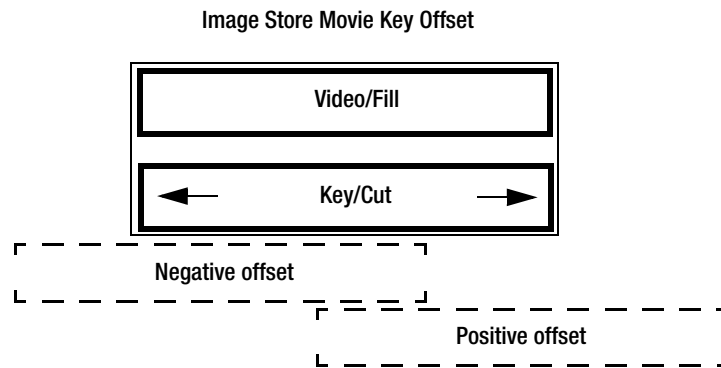 Image Store Movie Key Offset
Video/Fill
Key/Cut
Negative offset
Positive offset